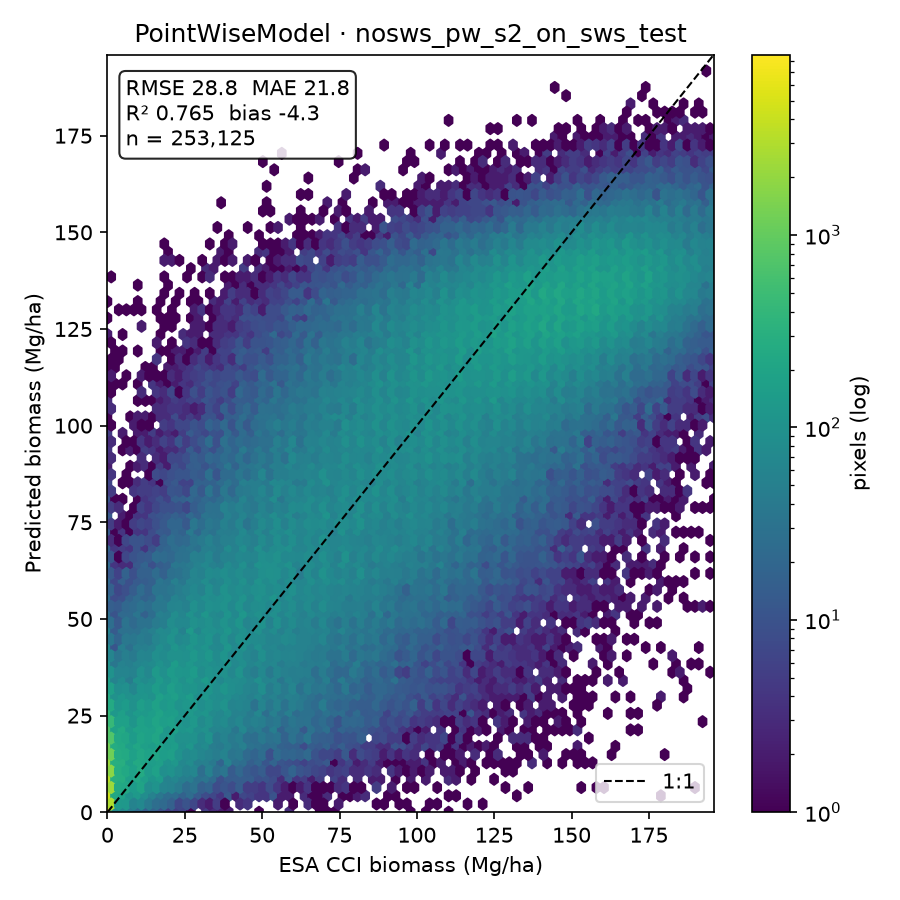 PointWiseModel · nosws_pw_s2_on_sws_test
RMSE 28.8  MAE 21.8
R² 0.765  bias -4.3
n = 253,125
175
150
125
100
75
50
25
0
Predicted biomass (Mg/ha)
0 25 50 75 100 125 150 175
ESA CCI biomass (Mg/ha)
1:1
10³
10²
10¹
10⁰
pixels (log)